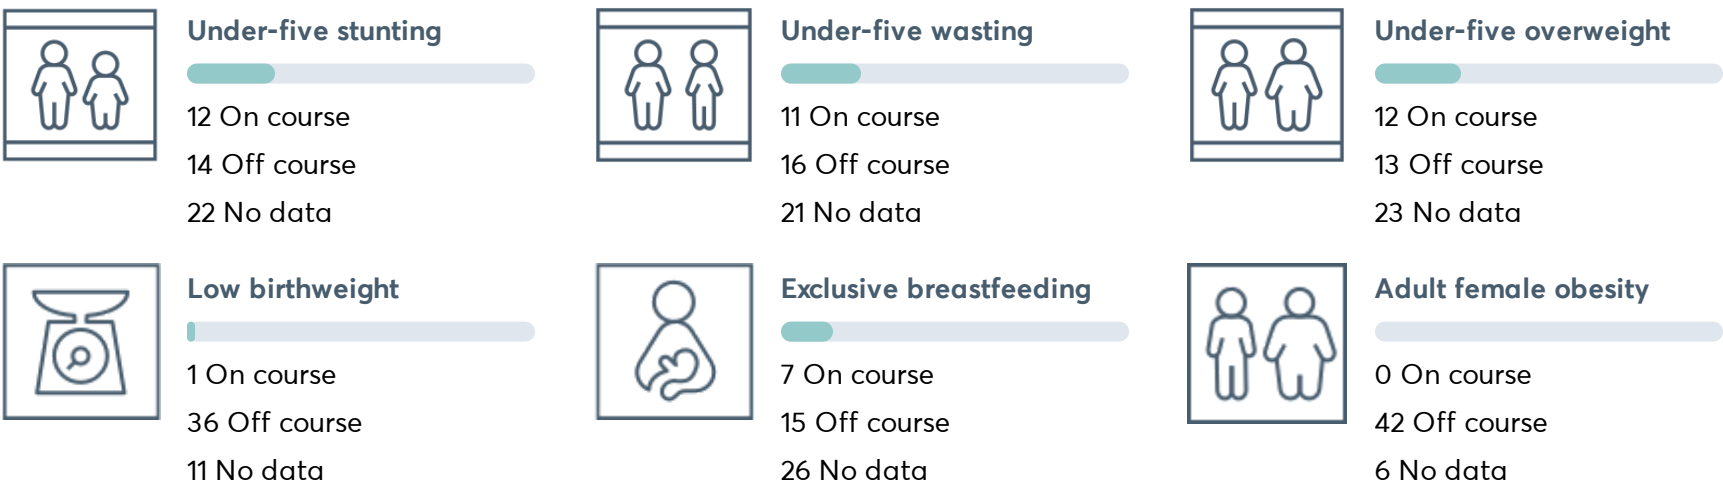 Under-five stunting
12 On course
14 Off course
22 No data
Under-five wasting
11 On course
16 Off course
21 No data
Under-five overweight
12 On course
13 Off course
23 No data
Low birthweight
1 On course
36 Off course
11 No data
Exclusive breastfeeding
7 On course
15 Off course
26 No data
Adult female obesity
0 On course
42 Off course
6 No data